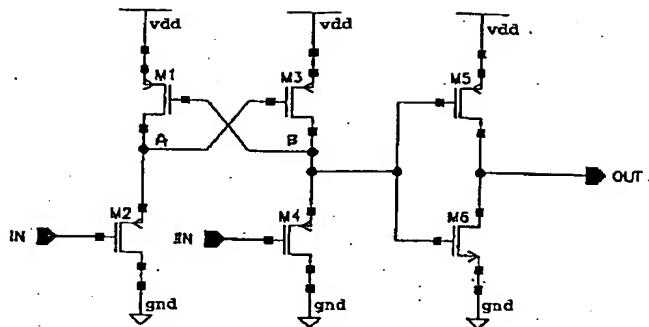 vdd vdd vdd
M1 M3 M5
A B
OUT
M2 M4 M6
IN
gnd gnd gnd